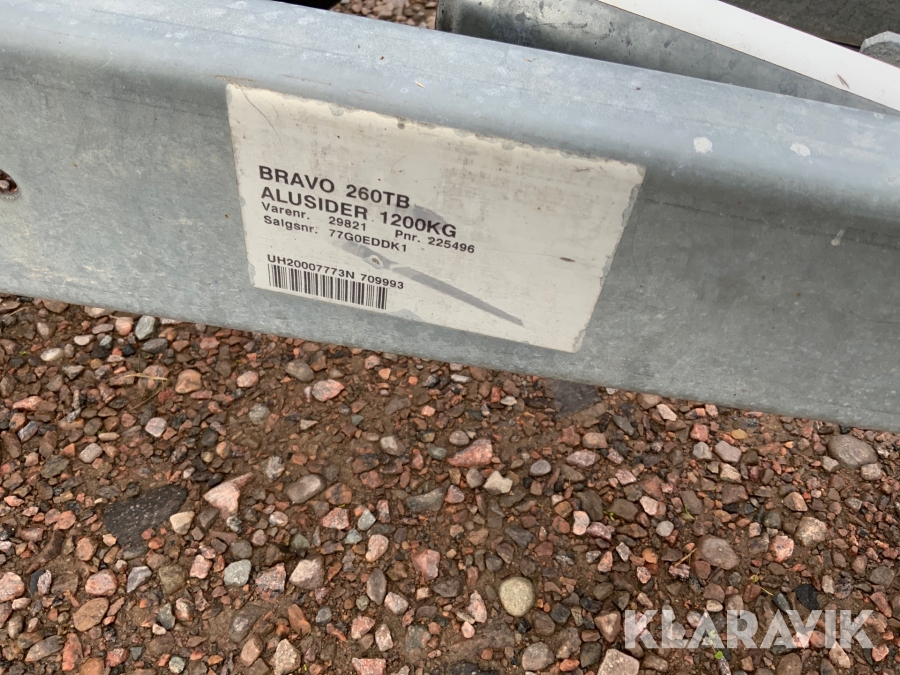 BRAVO 260TB
ALUSIDER 1200KG
Varenr. 29821 Pnr. 225496
Salgsnr. 77G0EDDK1
UH20007773N 709993
KLARAVIK